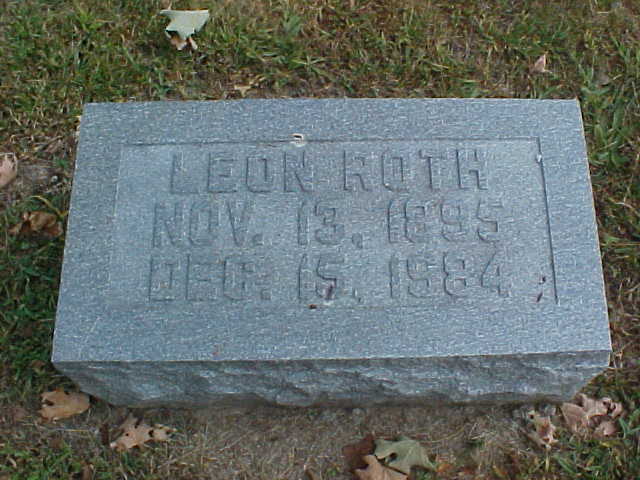 LEON ROTH
NOV. 13, 1895
DEC. 15, 1984